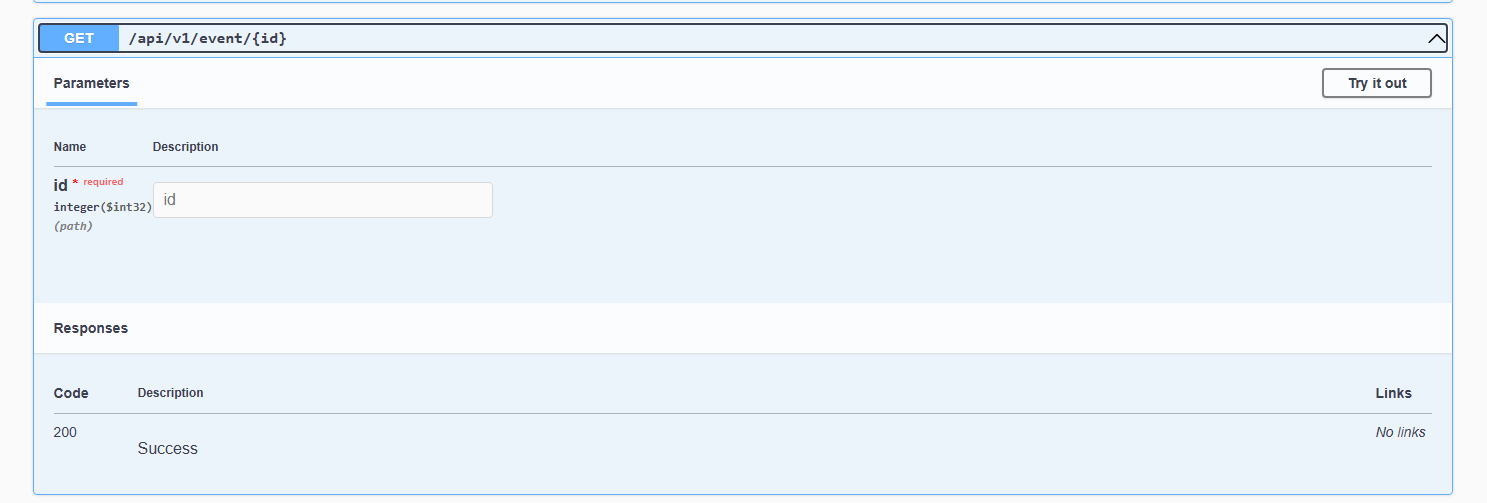 GET /api/v1/event/{id}
Parameters Try it out
Name Description
id * required
integer($int32) id
(path)
Responses
Code Description Links
200 No links
Success